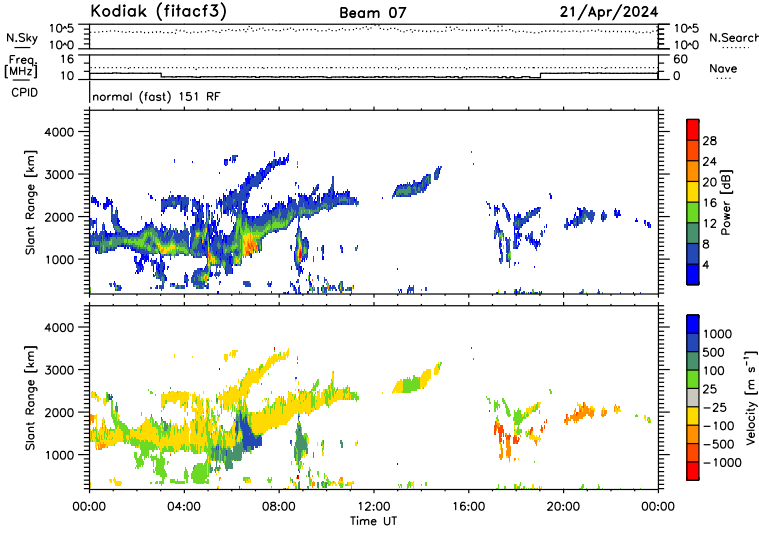 Kodiak (fitacf3) Beam 07 21/Apr/2024
N.Sky 10^5 10^0 10^5 10^0 N.Search
Freq. [MHz] 16 10 60 0 Nave
CPID normal (fast) 151 RF
Slant Range [km] 4000 3000 2000 1000
Power [dB] 28 24 20 16 12 8 4
Slant Range [km] 4000 3000 2000 1000
Velocity [m s⁻¹] 1000 500 100 25 −25 −100 −500 −1000
00:00 04:00 08:00 12:00 16:00 20:00 00:00
Time UT